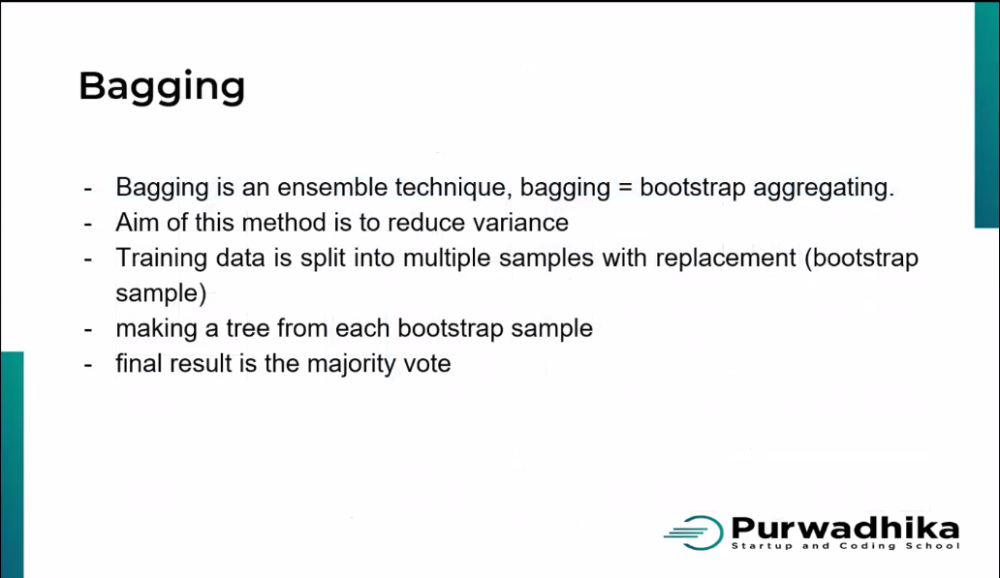 Bagging
- Bagging is an ensemble technique, bagging = bootstrap aggregating.
- Aim of this method is to reduce variance
- Training data is split into multiple samples with replacement (bootstrap
sample)
- making a tree from each bootstrap sample
- final result is the majority vote
Purwadhika
Startup and Coding School